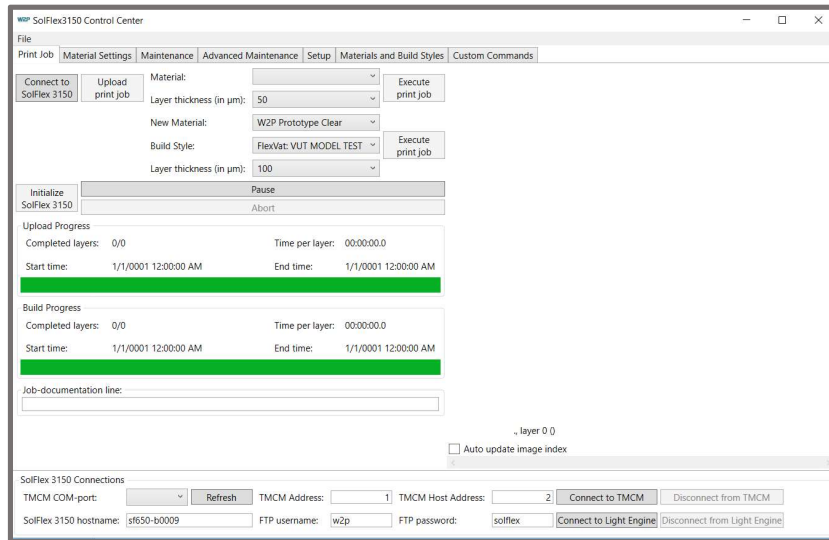 W2P SolFlex3150 Control Center
File
Print Job Material Settings Maintenance Advanced Maintenance Setup Materials and Build Styles Custom Commands
Connect to SolFlex 3150
Upload print job
Material:
Execute print job
Layer thickness (in µm): 50
New Material: W2P Prototype Clear
Build Style: FlexVat: VUT MODEL TEST
Execute print job
Layer thickness (in µm): 100
Initialize SolFlex 3150
Pause
Abort
Upload Progress
Completed layers: 0/0 Time per layer: 00:00:00.0
Start time: 1/1/0001 12:00:00 AM End time: 1/1/0001 12:00:00 AM
Build Progress
Completed layers: 0/0 Time per layer: 00:00:00.0
Start time: 1/1/0001 12:00:00 AM End time: 1/1/0001 12:00:00 AM
Job-documentation line:
., layer 0 ()
Auto update image index
SolFlex 3150 Connections
TMCM COM-port: Refresh TMCM Address: 1 TMCM Host Address: 2 Connect to TMCM Disconnect from TMCM
SolFlex 3150 hostname: sf650-b0009 FTP username: w2p FTP password: solflex Connect to Light Engine Disconnect from Light Engine